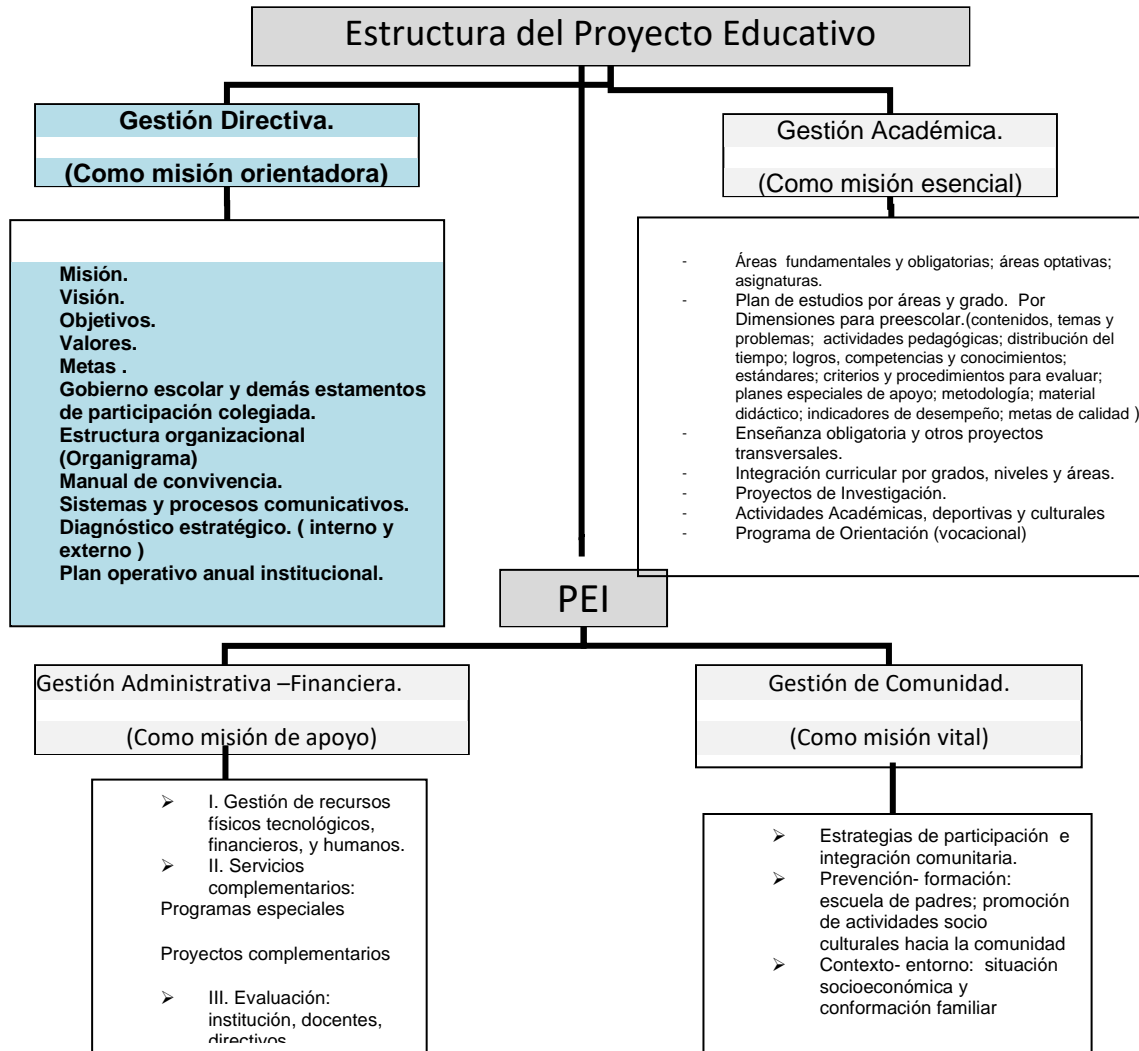 Estructura del Proyecto Educativo
Gestión Directiva.
(Como misión orientadora)
Gestión Académica.
(Como misión esencial)
Misión.
Visión.
Objetivos.
Valores.
Metas .
Gobierno escolar y demás estamentos
de participación colegiada.
Estructura organizacional
(Organigrama)
Manual de convivencia.
Sistemas y procesos comunicativos.
Diagnóstico estratégico. ( interno y
externo )
Plan operativo anual institucional.
- Áreas fundamentales y obligatorias; áreas optativas;
asignaturas.
- Plan de estudios por áreas y grado. Por
Dimensiones para preescolar.(contenidos, temas y
problemas; actividades pedagógicas; distribución del
tiempo; logros, competencias y conocimientos;
estándares; criterios y procedimientos para evaluar;
planes especiales de apoyo; metodología; material
didáctico; indicadores de desempeño; metas de calidad )
- Enseñanza obligatoria y otros proyectos
transversales.
- Integración curricular por grados, niveles y áreas.
- Proyectos de Investigación.
- Actividades Académicas, deportivas y culturales
- Programa de Orientación (vocacional)
PEI
Gestión Administrativa –Financiera.
(Como misión de apoyo)
Gestión de Comunidad.
(Como misión vital)
➢ I. Gestión de recursos
físicos tecnológicos,
financieros, y humanos.
➢ II. Servicios
complementarios:
Programas especiales
Proyectos complementarios
➢ III. Evaluación:
institución, docentes,
directivos
➢ Estrategias de participación e
integración comunitaria.
➢ Prevención- formación:
escuela de padres; promoción
de actividades socio
culturales hacia la comunidad
➢ Contexto- entorno: situación
socioeconómica y
conformación familiar